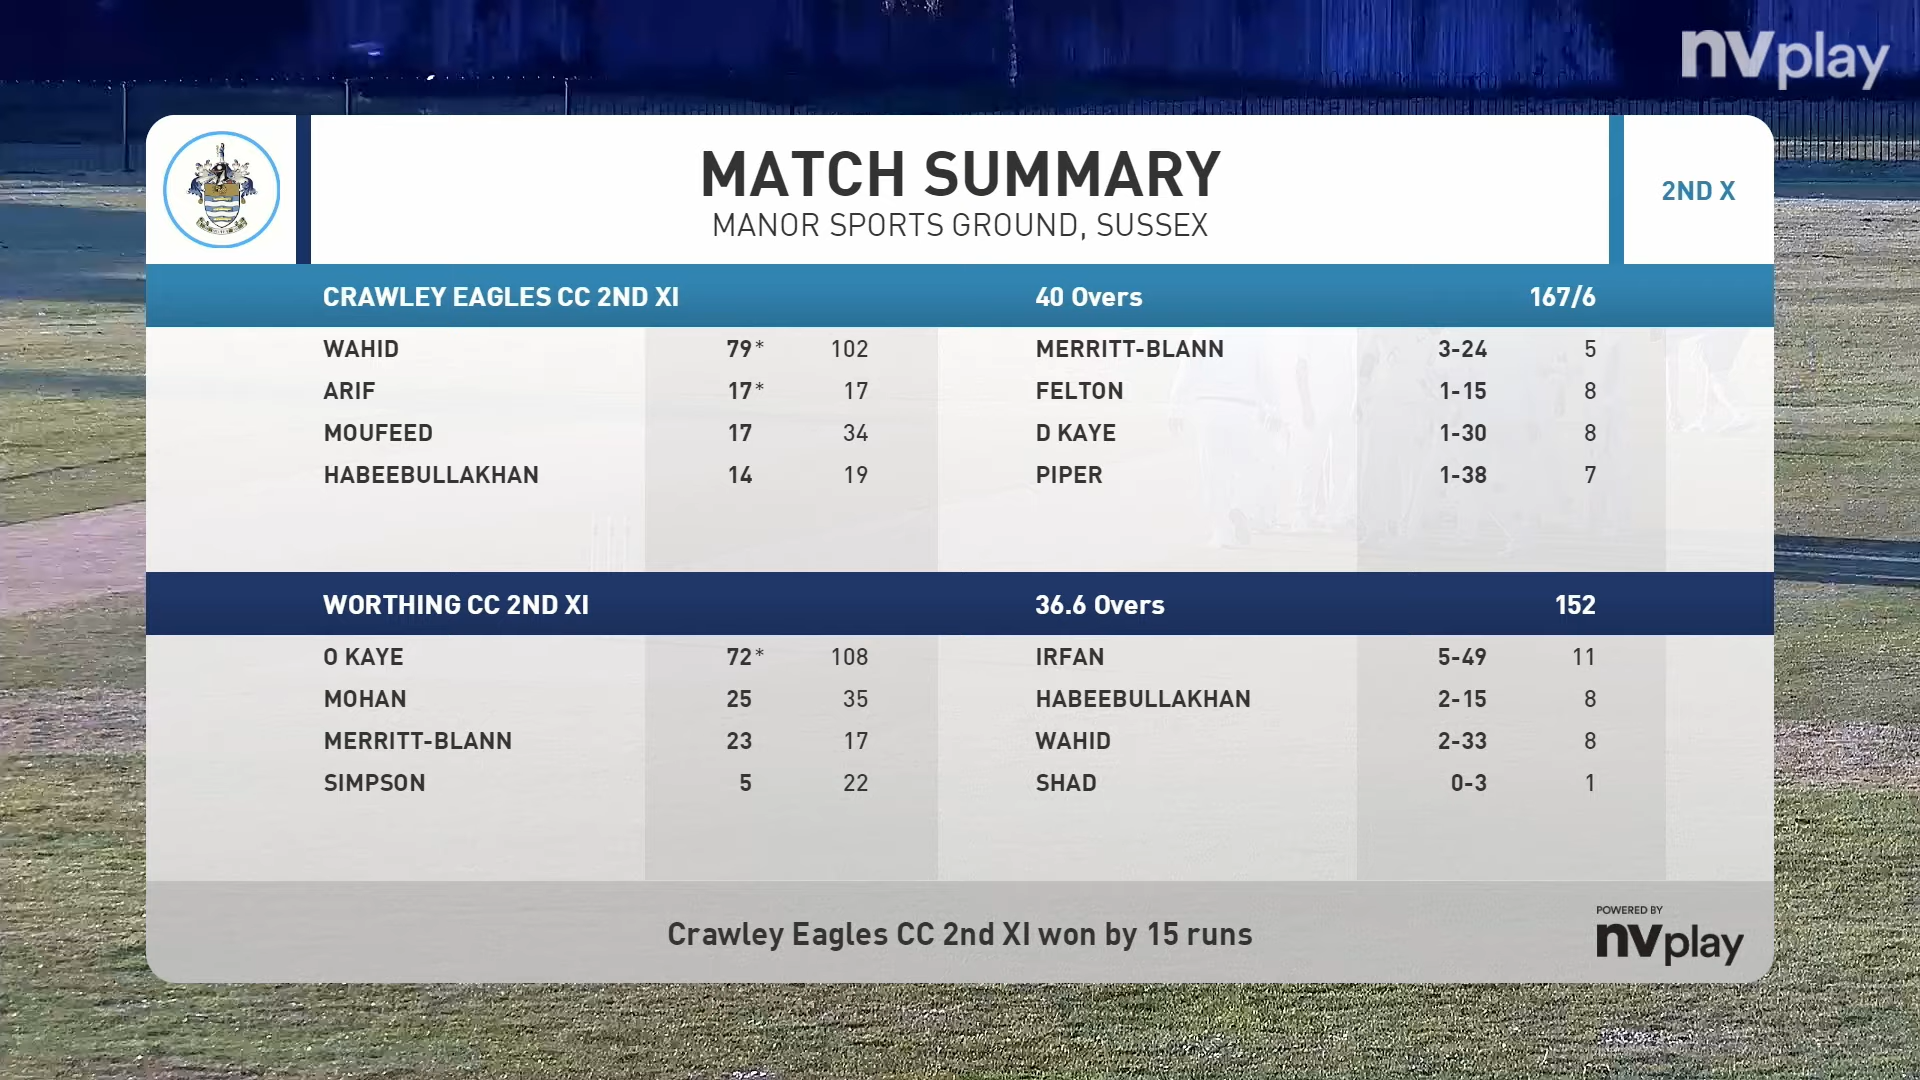 nvplay
MATCH SUMMARY
MANOR SPORTS GROUND, SUSSEX
2ND X
CRAWLEY EAGLES CC 2ND XI 40 Overs 167/6
WAHID 79* 102 MERRITT-BLANN 3-24 5
ARIF 17* 17 FELTON 1-15 8
MOUFEED 17 34 D KAYE 1-30 8
HABEEBULLAKHAN 14 19 PIPER 1-38 7
WORTHING CC 2ND XI 36.6 Overs 152
O KAYE 72* 108 IRFAN 5-49 11
MOHAN 25 35 HABEEBULLAKHAN 2-15 8
MERRITT-BLANN 23 17 WAHID 2-33 8
SIMPSON 5 22 SHAD 0-3 1
Crawley Eagles CC 2nd XI won by 15 runs
POWERED BY
nvplay